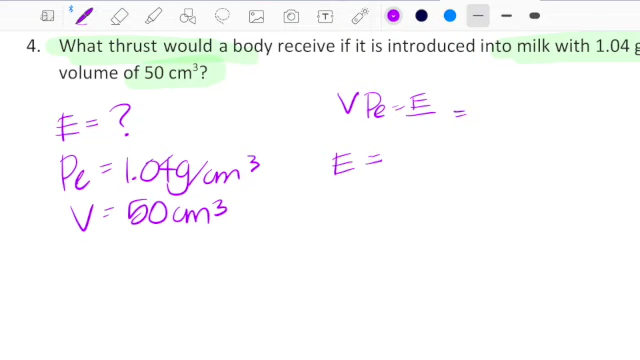 4. What thrust would a body receive if it is introduced into milk with 1.04 g
volume of 50 cm³?
E = ?
Pe = 1.04g/cm³
V = 50cm³
V Pe = E =
E =